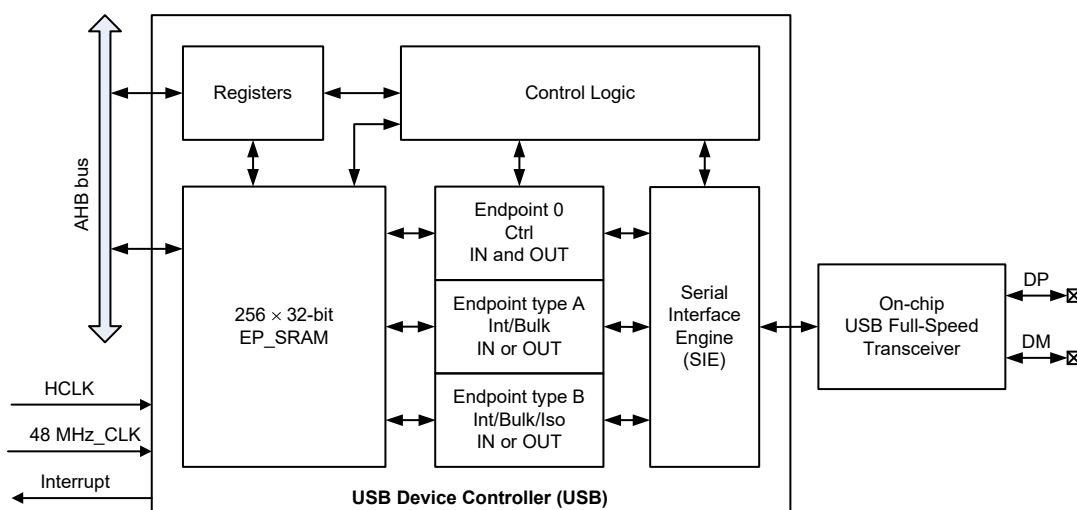 Registers
Control Logic
AHB bus
Endpoint 0
Ctrl
IN and OUT
256 × 32-bit
EP_SRAM
Endpoint type A
Int/Bulk
IN or OUT
Endpoint type B
Int/Bulk/Iso
IN or OUT
Serial
Interface
Engine
(SIE)
On-chip
USB Full-Speed
Transceiver
DP
DM
HCLK
48 MHz_CLK
Interrupt
USB Device Controller (USB)